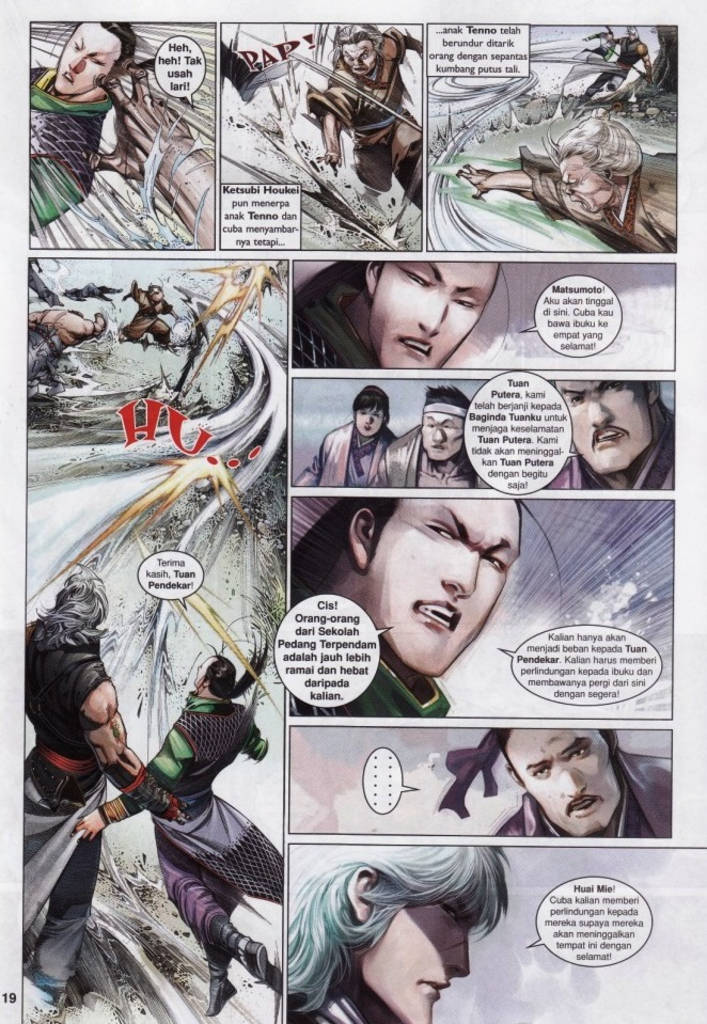 Heh,
heh! Tak
usah
lari!
PAP!
Ketsubi Houkei
pun menerpa
anak Tenno dan
cuba menyambar-
nya tetapi...
...anak Tenno telah
berundur ditarik
orang dengan sepantas
kumbang putus tali.
HU...
Terima
kasih, Tuan
Pendekar!
Matsumoto!
Aku akan tinggal
di sini. Cuba kau
bawa ibuku ke
empat yang
selamat!
Tuan
Putera, kami
telah berjanji kepada
Baginda Tuanku untuk
menjaga keselamatan
Tuan Putera. Kami
tidak akan meninggal-
kan Tuan Putera
dengan begitu
saja!
Cis!
Orang-orang
dari Sekolah
Pedang Terpendam
adalah jauh lebih
ramai dan hebat
daripada
kalian.
Kalian hanya akan
menjadi beban kepada Tuan
Pendekar. Kalian harus memberi
perlindungan kepada ibuku dan
membawanya pergi dari sini
dengan segera!
Huai Mie!
Cuba kalian memberi
perlindungan kepada
mereka supaya mereka
akan meninggalkan
tempat ini dengan
selamat!
19